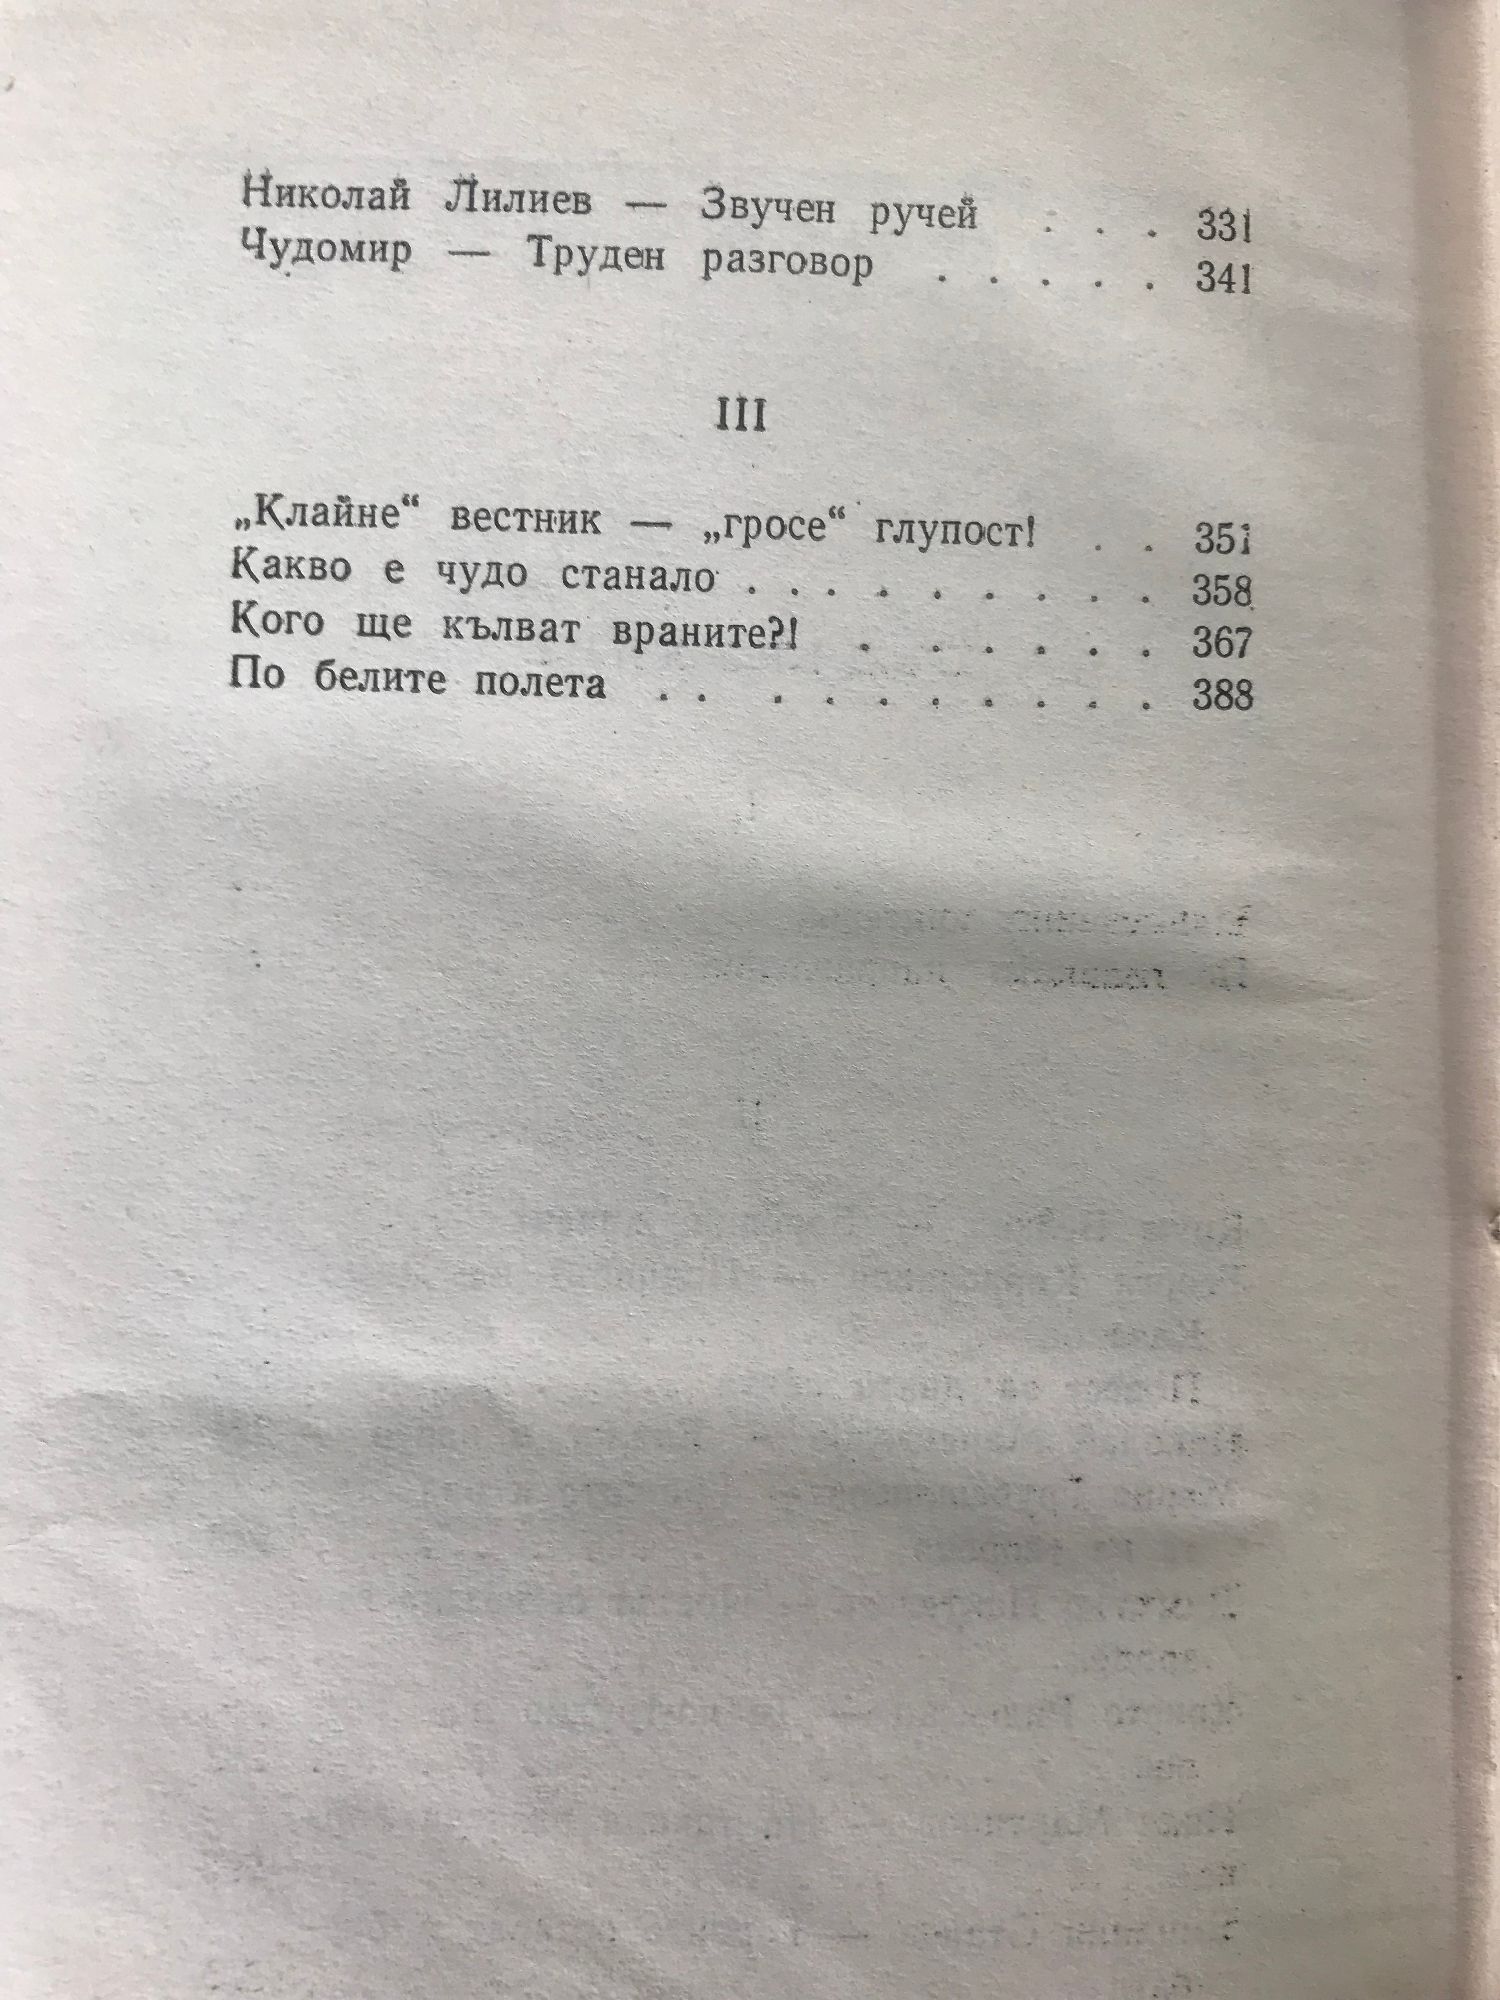 Николай Лилиев — Звучен ручей . . . 331
Чудомир — Труден разговор . . . . . 341
III
„Клайне“ вестник — „гросе“ глупост! . . 351
Какво е чудо станало . . . . . . . . . 358
Кого ще кълват враните?! . . . . . . 367
По белите полета . . . . . . . . . . 388